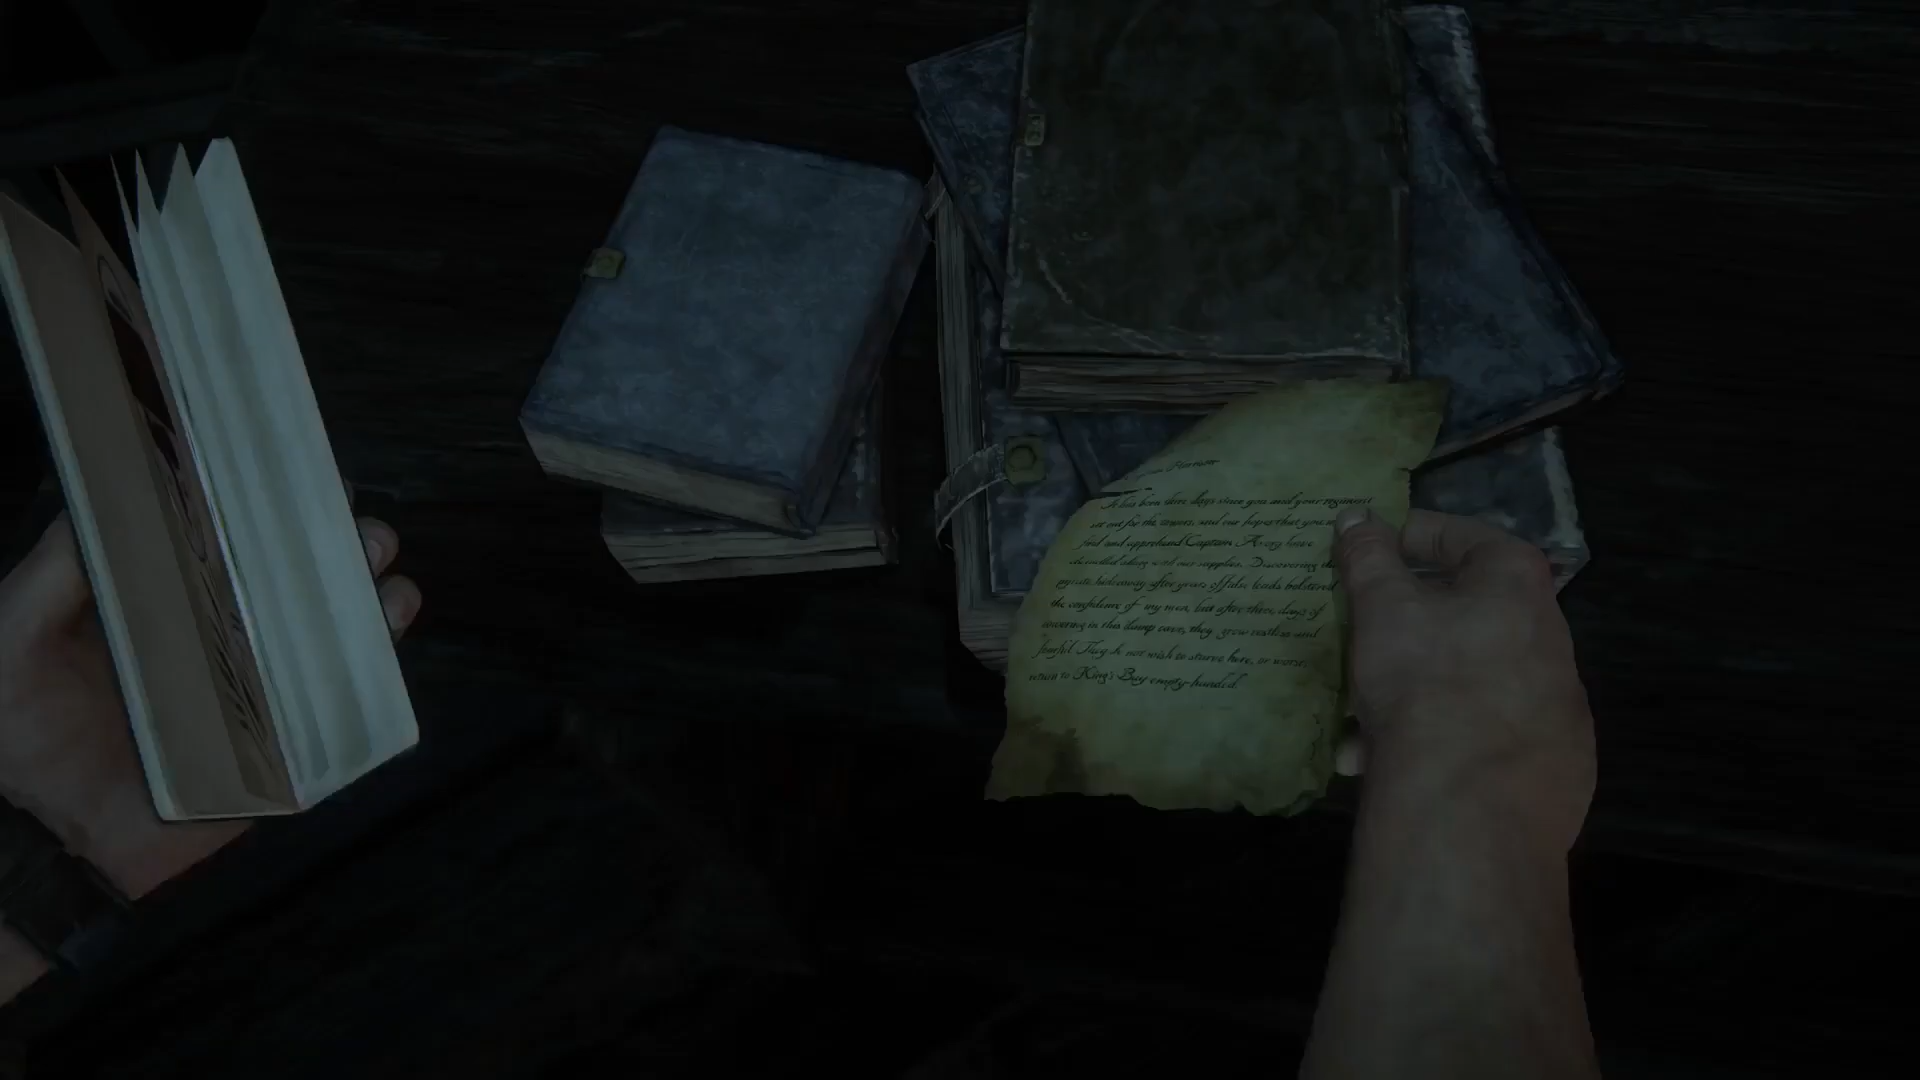 It has been three days since you and your regiment
set out for the towers, and our hopes that you
find and apprehend Captain Avery have
dwindled along with our supplies. Discovering the
pirate hideaway after years of false leads bolstered
the confidence of my men, but after three days of
cowering in this damp cave, they grow restless and
fearful. They do not wish to starve here, or worse,
return to King's Bay empty-handed.